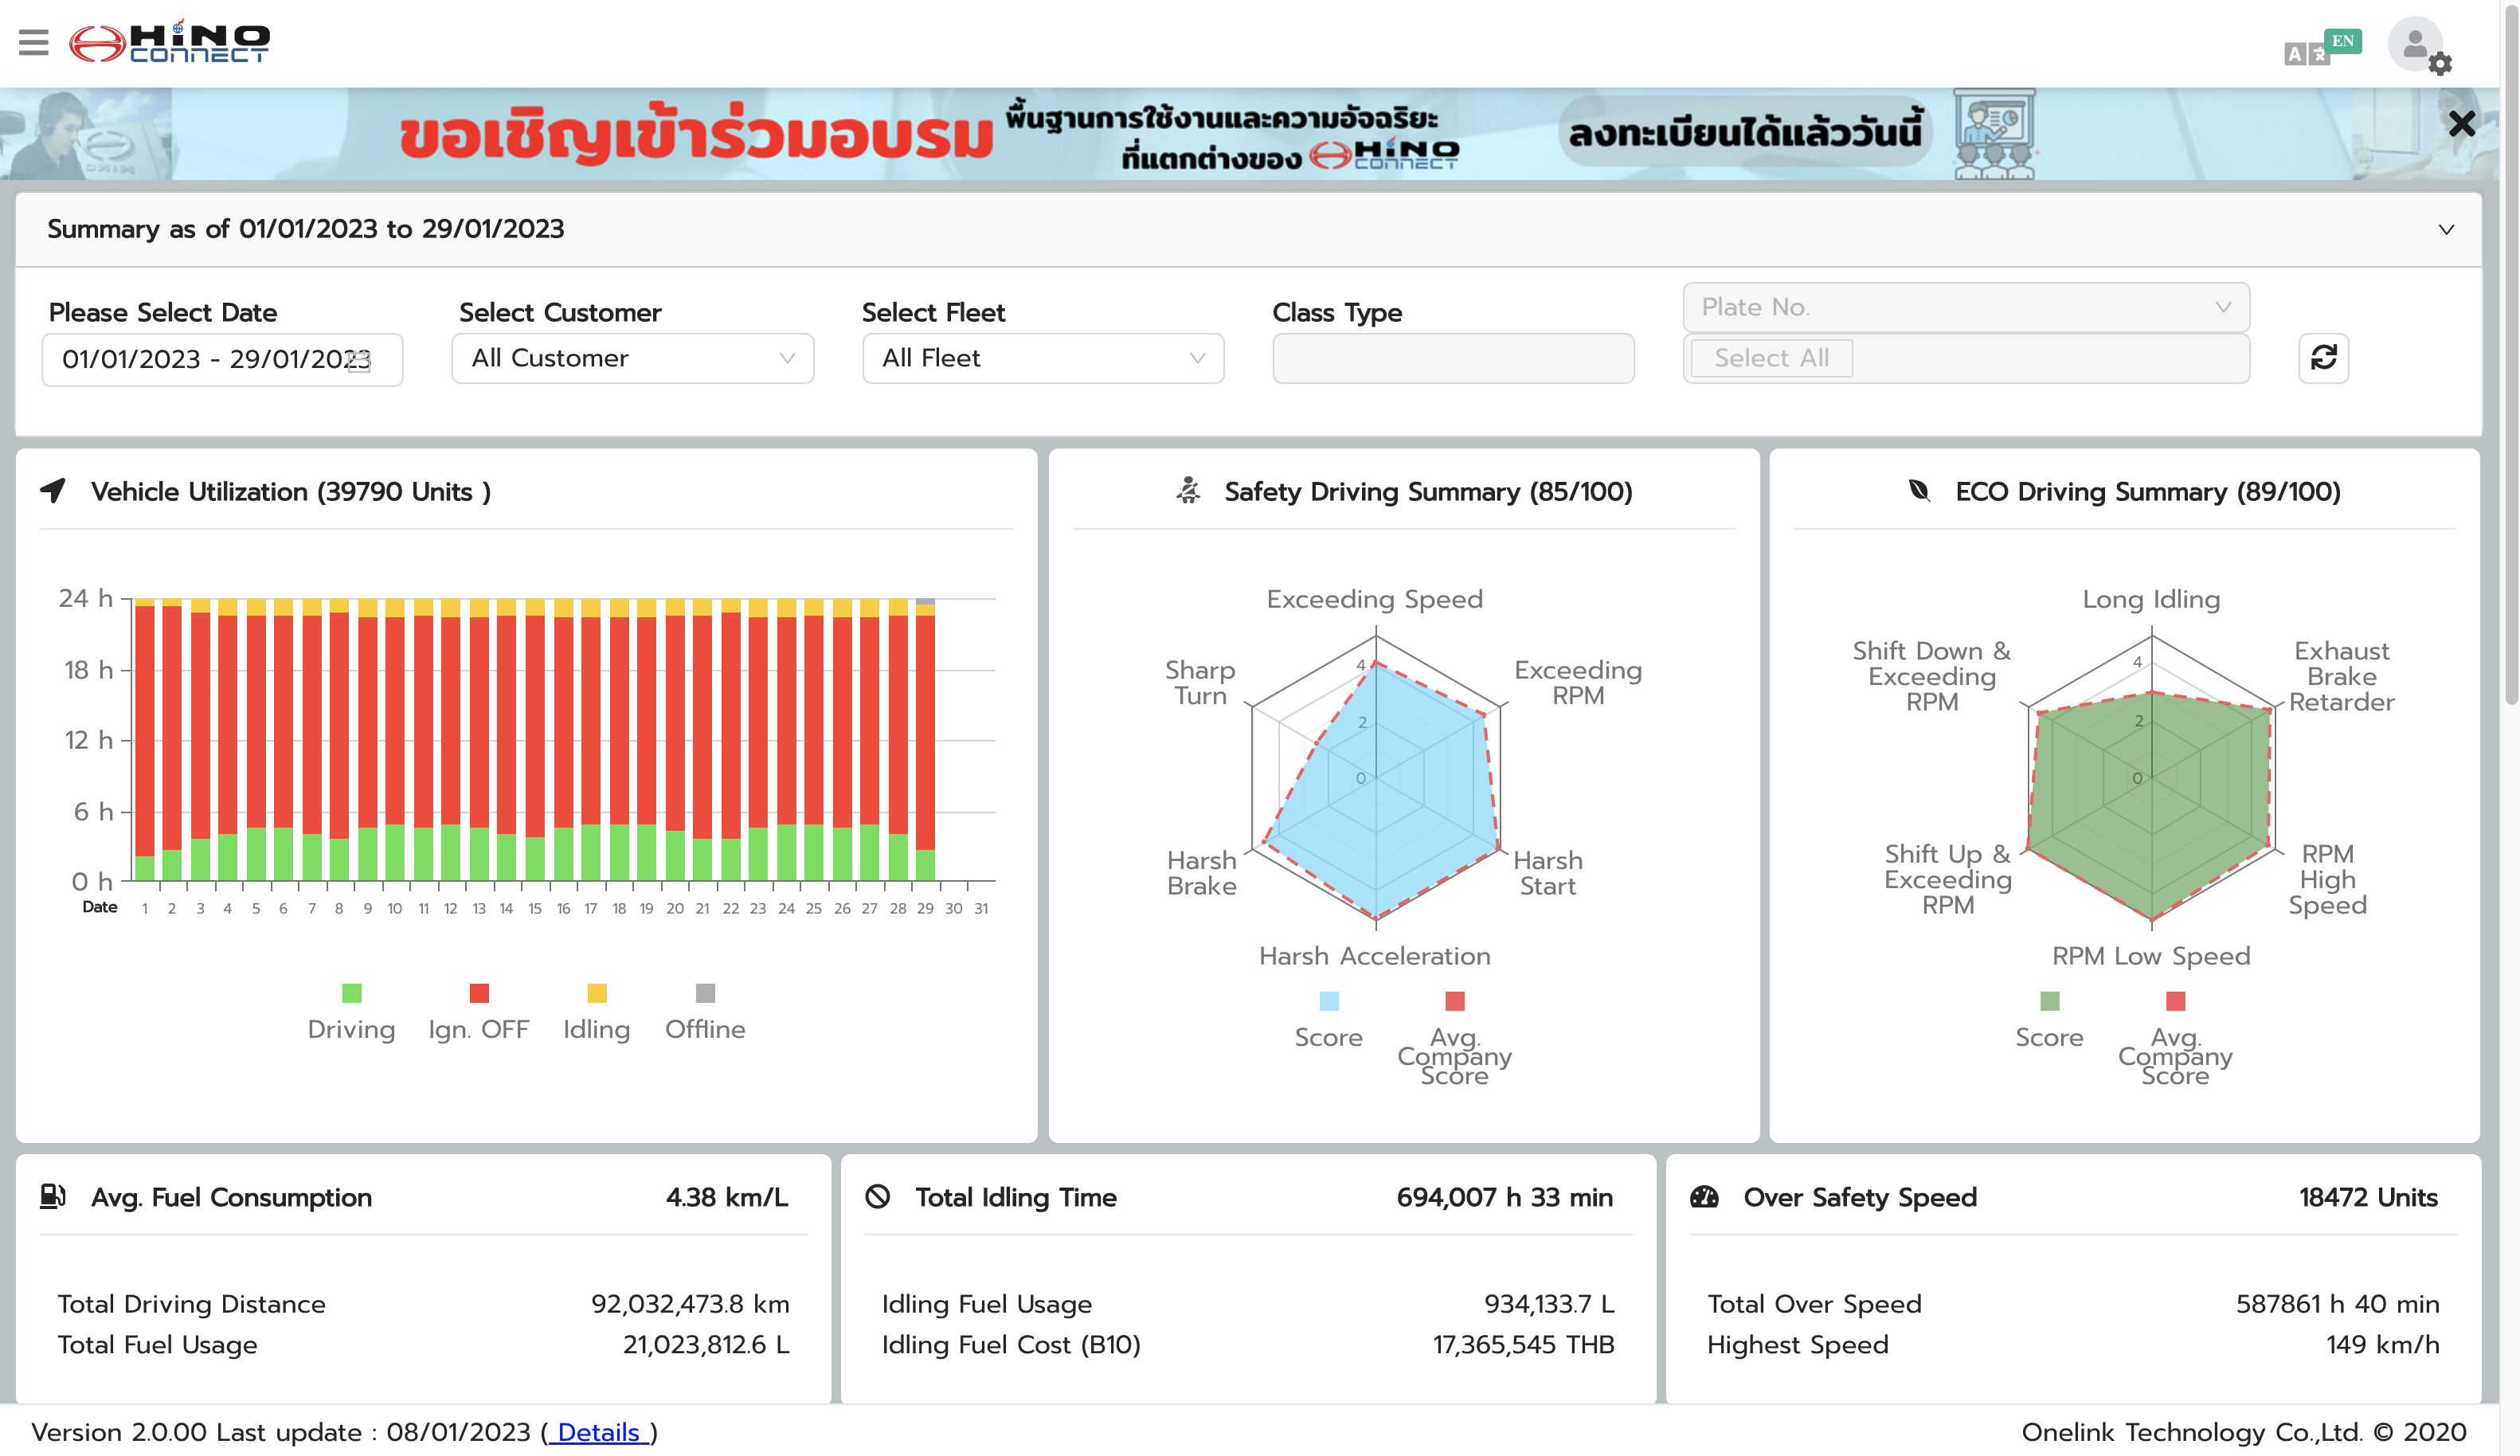 HINO
CONNECT
A
EN
ขอเชิญเข้าร่วมอบรม
พื้นฐานการใช้งานและความอัจฉริยะ
ที่แตกต่างของ HINO CONNECT
ลงทะเบียนได้แล้ววันนี้
Summary as of 01/01/2023 to 29/01/2023
Please Select Date
Select Customer
Select Fleet
Class Type
Plate No.
01/01/2023 - 29/01/2023
All Customer
All Fleet
Select All
Vehicle Utilization (39790 Units )
24 h
18 h
12 h
6 h
0 h
Date 1 2 3 4 5 6 7 8 9 10 11 12 13 14 15 16 17 18 19 20 21 22 23 24 25 26 27 28 29 30 31
Driving
Ign. OFF
Idling
Offline
Safety Driving Summary (85/100)
Exceeding Speed
Sharp
Turn
Exceeding
RPM
4
2
0
Harsh
Brake
Harsh
Start
Harsh Acceleration
Score
Avg.
Company
Score
ECO Driving Summary (89/100)
Long Idling
Shift Down &
Exceeding
RPM
Exhaust
Brake
Retarder
4
2
0
Shift Up &
Exceeding
RPM
RPM
High
Speed
RPM Low Speed
Score
Avg.
Company
Score
Avg. Fuel Consumption 4.38 km/L
Total Driving Distance 92,032,473.8 km
Total Fuel Usage 21,023,812.6 L
Total Idling Time 694,007 h 33 min
Idling Fuel Usage 934,133.7 L
Idling Fuel Cost (B10) 17,365,545 THB
Over Safety Speed 18472 Units
Total Over Speed 587861 h 40 min
Highest Speed 149 km/h
Version 2.0.00 Last update : 08/01/2023 ( Details )
Onelink Technology Co.,Ltd. © 2020